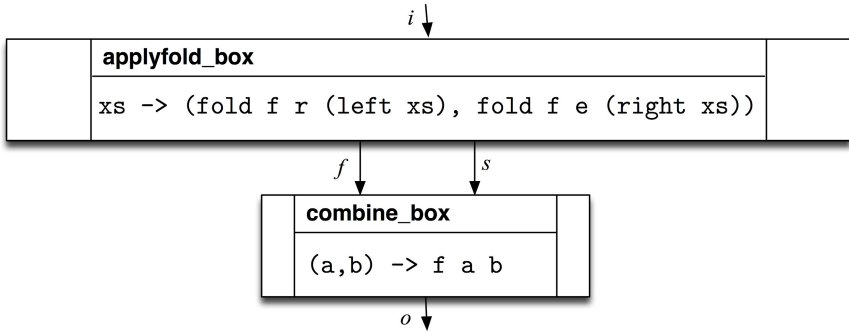 i
applyfold_box
xs -> (fold f r (left xs), fold f e (right xs))
f s
combine_box
(a,b) -> f a b
o